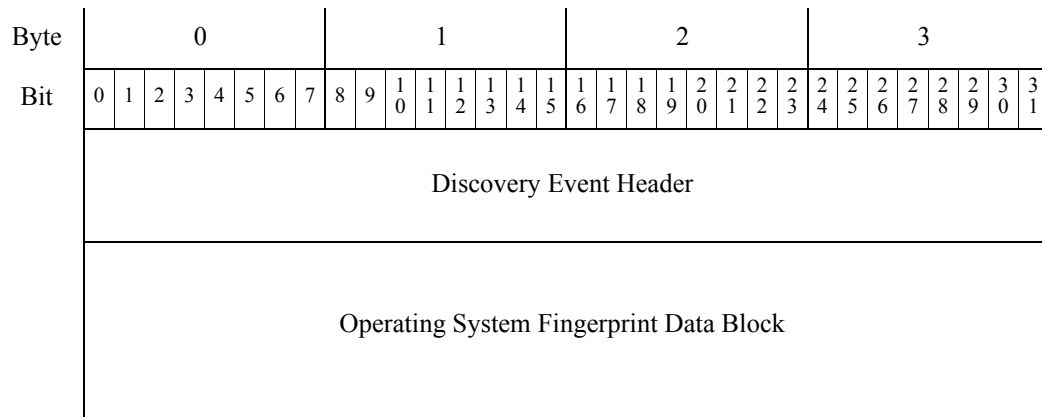 Byte 0 1 2 3
Bit 0 1 2 3 4 5 6 7 8 9 10 11 12 13 14 15 16 17 18 19 20 21 22 23 24 25 26 27 28 29 30 31
Discovery Event Header
Operating System Fingerprint Data Block